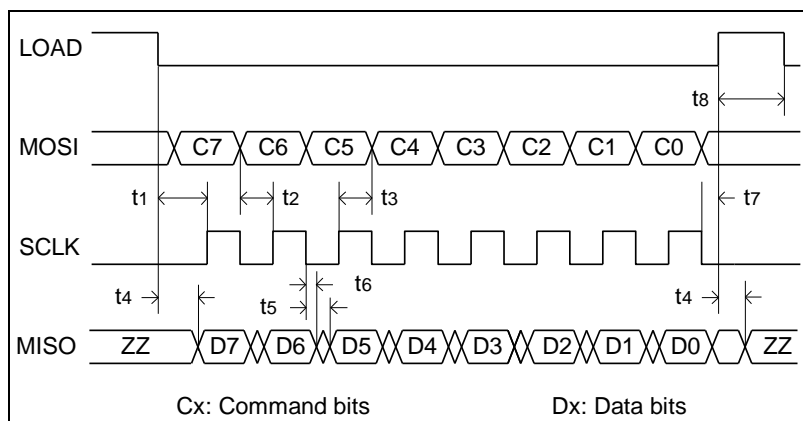 LOAD
t8
MOSI C7 C6 C5 C4 C3 C2 C1 C0
t1 t2 t3 t7
SCLK
t4 t5 t6 t4
MISO ZZ D7 D6 D5 D4 D3 D2 D1 D0 ZZ
Cx: Command bits Dx: Data bits